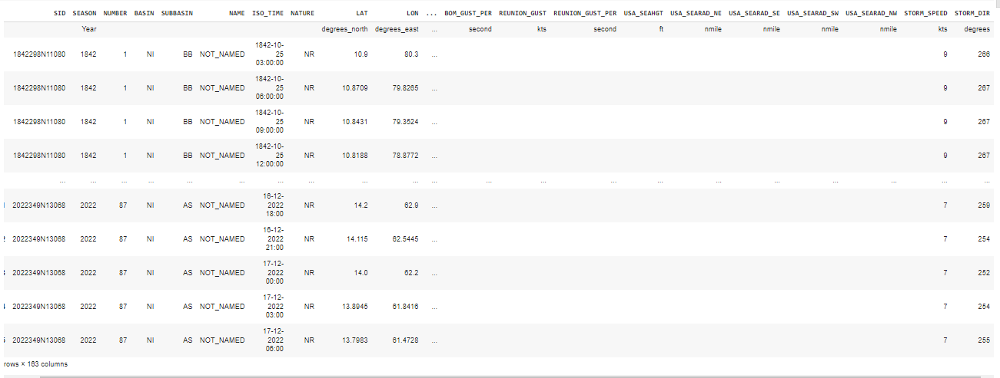 SID SEASON NUMBER BASIN SUBBASIN NAME ISO_TIME NATURE LAT LON ... BOM_GUST_PER REUNION_GUST REUNION_GUST_PER USA_SEAHGT USA_SEARAD_NE USA_SEARAD_SE USA_SEARAD_SW USA_SEARAD_NW STORM_SPEED STORM_DIR
Year degrees_north degrees_east ... second kts second ft nmile nmile nmile nmile kts degrees
1842298N11080 1842 1 NI BB NOT_NAMED 1842-10-25 03:00:00 NR 10.9 80.3 ... 9 266
1842298N11080 1842 1 NI BB NOT_NAMED 1842-10-25 06:00:00 NR 10.8709 79.8265 ... 9 267
1842298N11080 1842 1 NI BB NOT_NAMED 1842-10-25 09:00:00 NR 10.8431 79.3524 ... 9 267
1842298N11080 1842 1 NI BB NOT_NAMED 1842-10-25 12:00:00 NR 10.8188 78.8772 ... 9 267
... ... ... ... ... ... ... ... ... ... ... ... ... ... ... ... ... ... ... ... ...
2022349N13068 2022 87 NI AS NOT_NAMED 16-12-2022 18:00 NR 14.2 62.9 ... 7 259
2022349N13068 2022 87 NI AS NOT_NAMED 16-12-2022 21:00 NR 14.115 62.5445 ... 7 254
2022349N13068 2022 87 NI AS NOT_NAMED 17-12-2022 00:00 NR 14.0 62.2 ... 7 252
2022349N13068 2022 87 NI AS NOT_NAMED 17-12-2022 03:00 NR 13.8945 61.8416 ... 7 254
2022349N13068 2022 87 NI AS NOT_NAMED 17-12-2022 06:00 NR 13.7983 61.4728 ... 7 255
rows × 163 columns